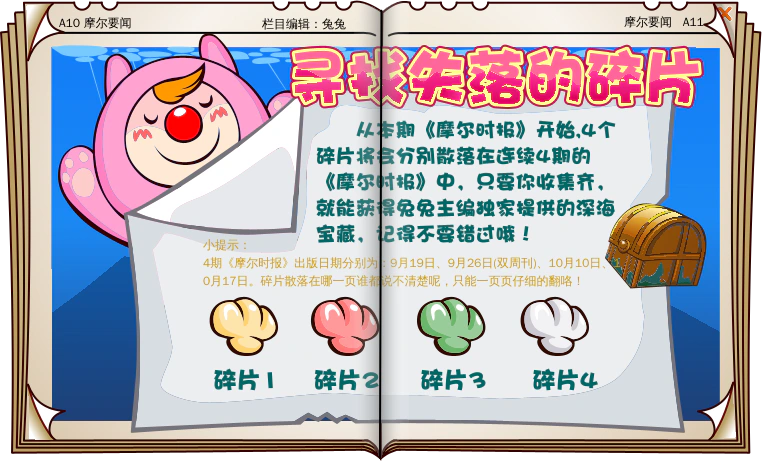 A10 摩尔要闻
栏目编辑：兔兔
摩尔要闻 A11
寻找失落的碎片
从本期《摩尔时报》开始,4个
碎片将会分别散落在连续4期的
《摩尔时报》中，只要你收集齐，
就能获得兔兔主编独家提供的深海
宝藏，记得不要错过哦！
小提示：
4期《摩尔时报》出版日期分别为：9月19日、9月26日(双周刊)、10月10日、
0月17日。碎片散落在哪一页谁都说不清楚呢，只能一页页仔细的翻咯！
碎片1
碎片2
碎片3
碎片4